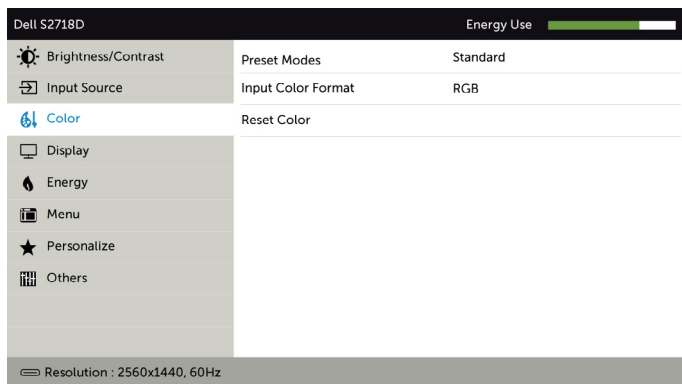 Dell S2718D Energy Use
Brightness/Contrast
Input Source
Color
Display
Energy
Menu
Personalize
Others
Preset Modes Standard
Input Color Format RGB
Reset Color
Resolution : 2560x1440, 60Hz